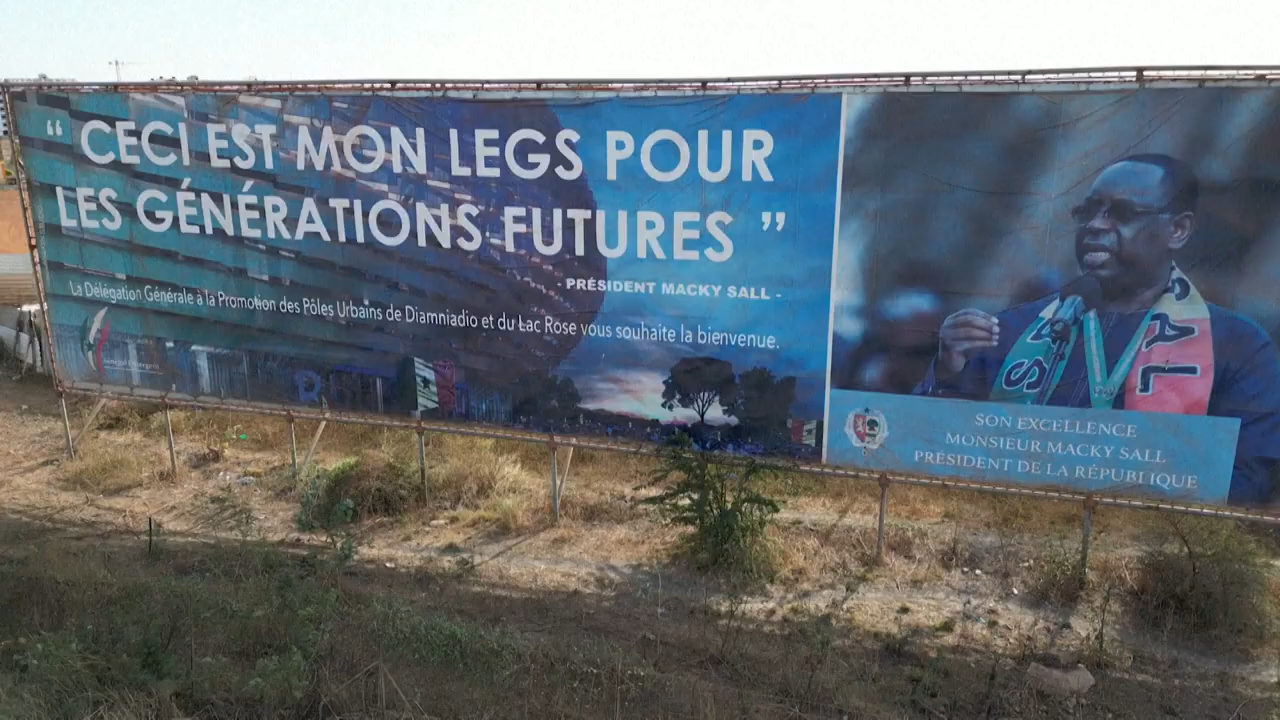 “ CECI EST MON LEGS POUR
LES GÉNÉRATIONS FUTURES ”
- PRÉSIDENT MACKY SALL -
La Délégation Générale à la Promotion des Pôles Urbains de Diamniadio et du Lac Rose vous souhaite la bienvenue.
SON EXCELLENCE
MONSIEUR MACKY SALL
PRÉSIDENT DE LA RÉPUBLIQUE